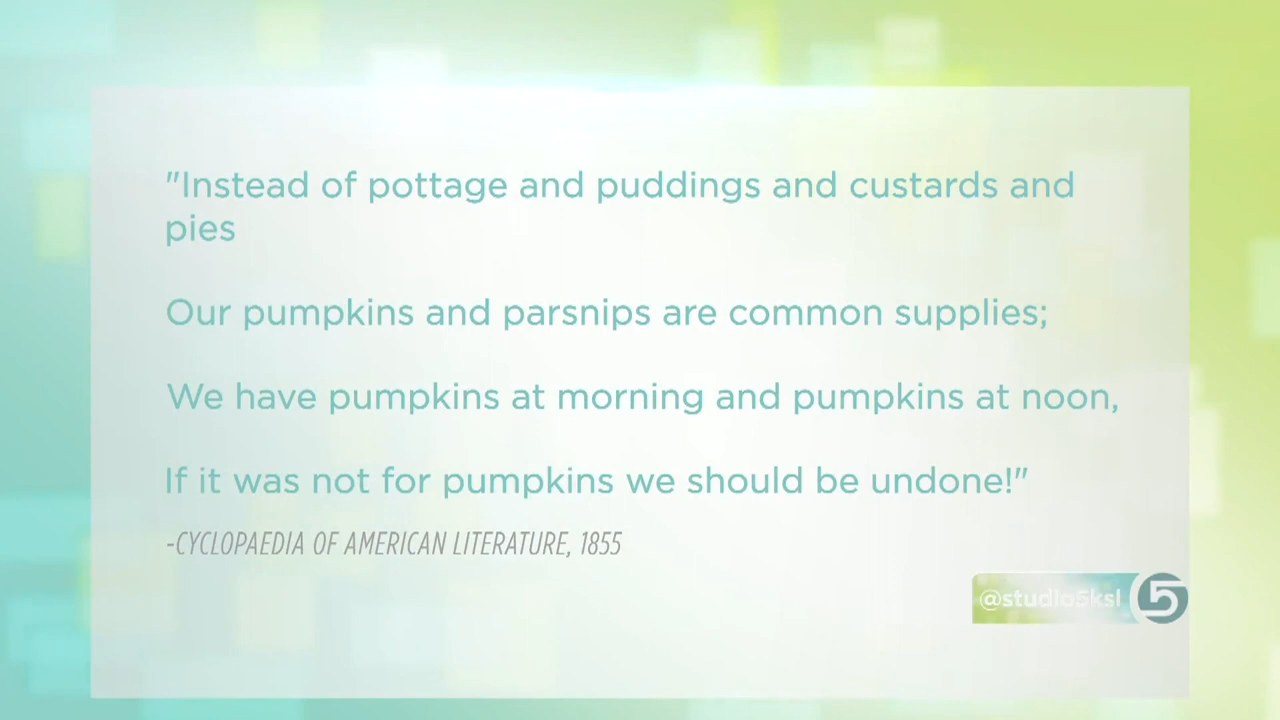 "Instead of pottage and puddings and custards and
pies
Our pumpkins and parsnips are common supplies;
We have pumpkins at morning and pumpkins at noon,
If it was not for pumpkins we should be undone!"
-CYCLOPAEDIA OF AMERICAN LITERATURE, 1855
@studio5ksl 5